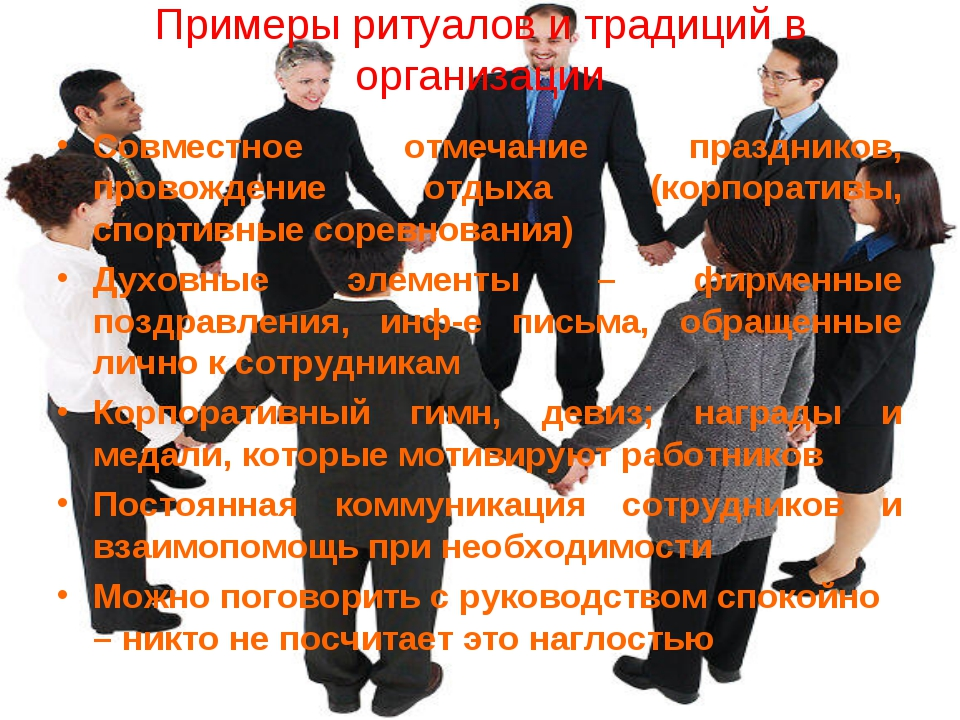 Примеры ритуалов и традиций в
организации
• Совместное отмечание праздников,
провождение отдыха (корпоративы,
спортивные соревнования)
• Духовные элементы – фирменные
поздравления, инф-е письма, обращенные
лично к сотрудникам
• Корпоративный гимн, девиз; награды и
медали, которые мотивируют работников
• Постоянная коммуникация сотрудников и
взаимопомощь при необходимости
• Можно поговорить с руководством спокойно
– никто не посчитает это наглостью